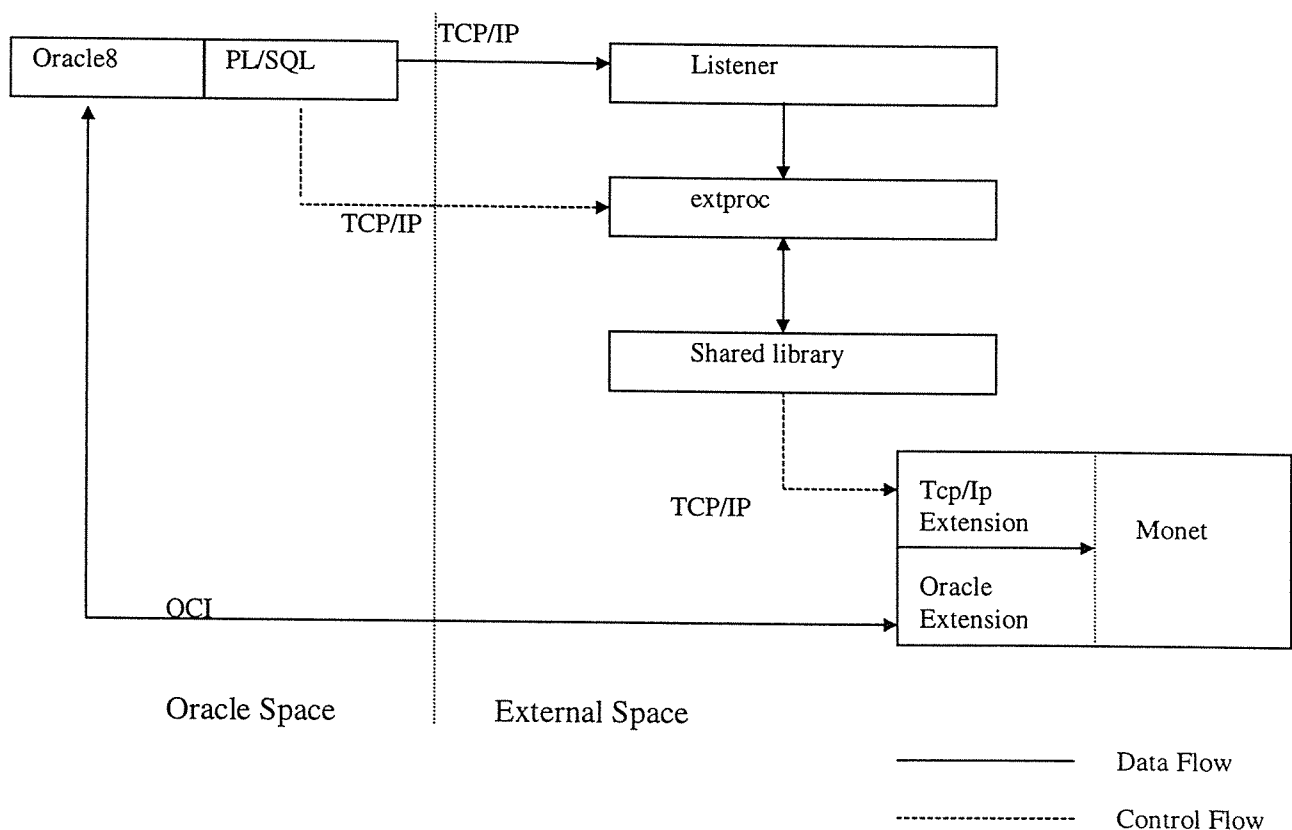 TCP/IP
Oracle8
PL/SQL
Listener
extproc
TCP/IP
Shared library
Tcp/Ip
Extension
Monet
TCP/IP
Oracle
Extension
OCI
Oracle Space
External Space
Data Flow
Control Flow